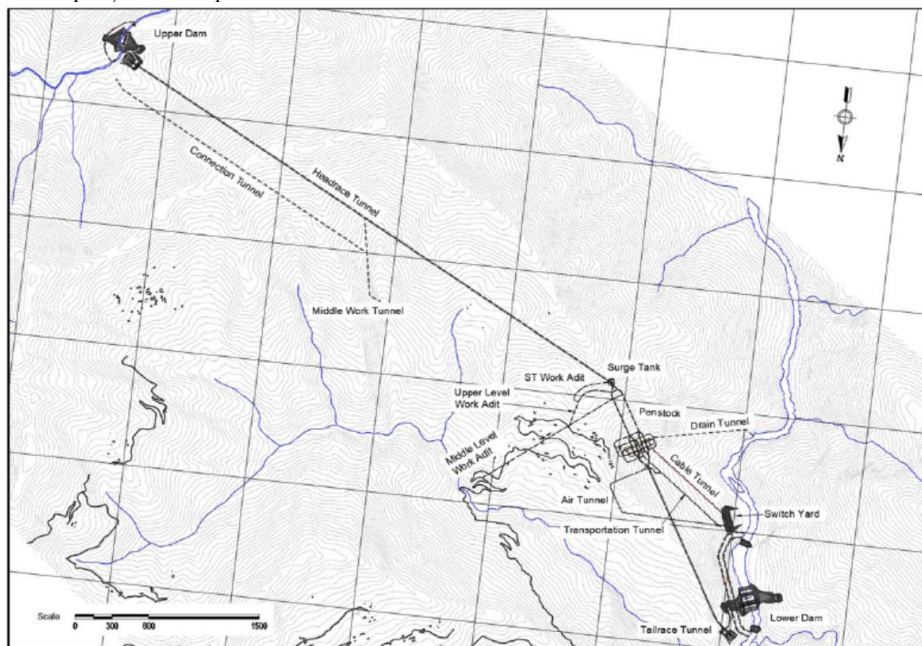 Upper Dam
N
Connection Tunnel
Headrace Tunnel
Middle Work Tunnel
ST Work Adit
Surge Tank
Upper Level
Work Adit
Penstock
Drain Tunnel
Middle Level
Work Adit
Cable Tunnel
Air Tunnel
Switch Yard
Transportation Tunnel
Scale
0 300 600 1500
Lower Dam
Tailrace Tunnel